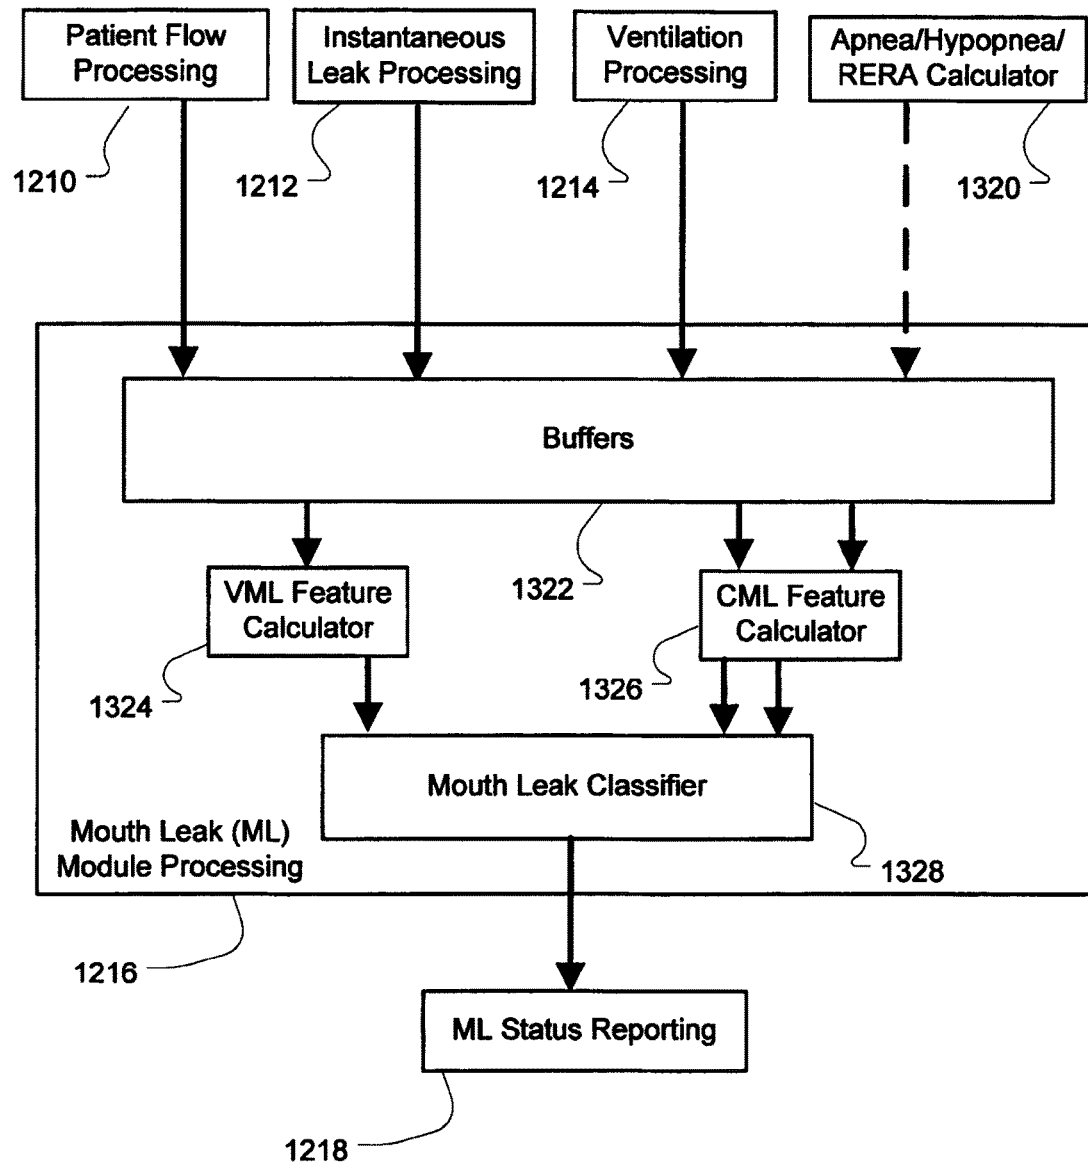 Patient Flow
Processing
Instantaneous
Leak Processing
Ventilation
Processing
Apnea/Hypopnea/
RERA Calculator
1210
1212
1214
1320
Buffers
1322
VML Feature
Calculator
CML Feature
Calculator
1324
1326
Mouth Leak Classifier
Mouth Leak (ML)
Module Processing
1328
1216
ML Status Reporting
1218